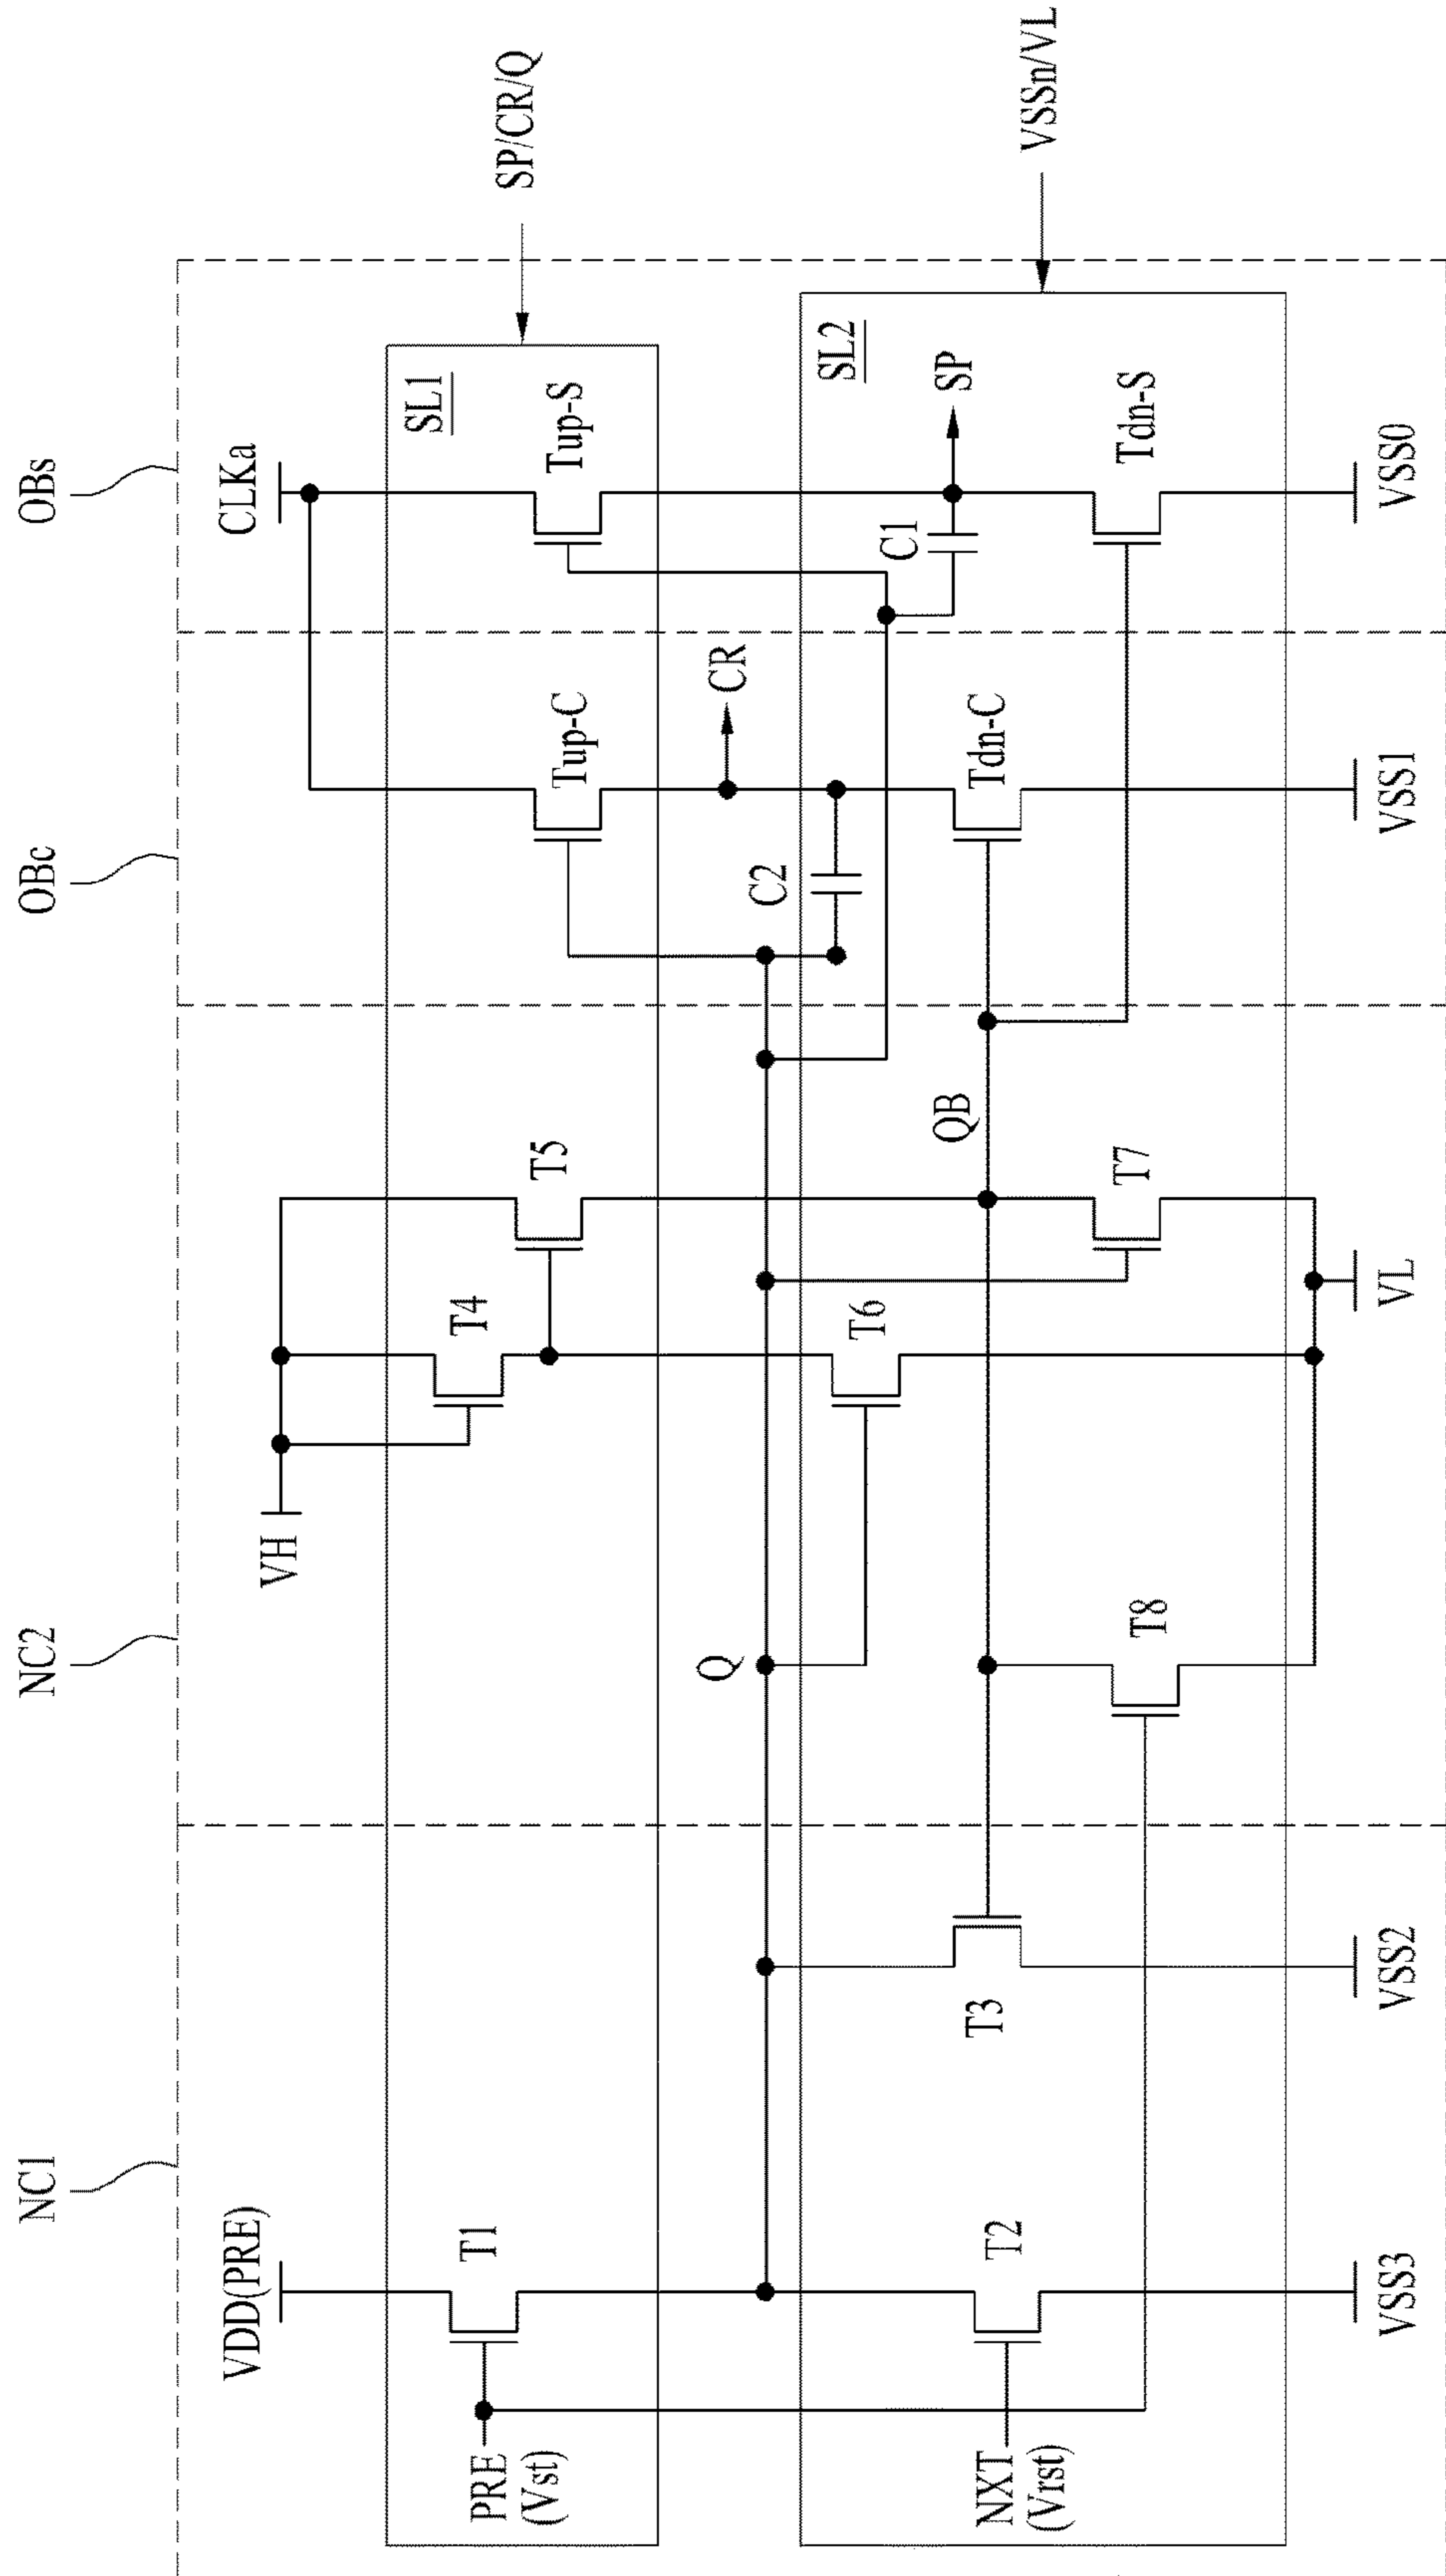 NC1
NC2
OBc
OBs
VDD(PRE)
VH
CLKa
SL1
SP/CR/Q
T1
T4
T5
Tup-C
Tup-S
PRE
(Vst)
Q
CR
C2
C1
SL2
VSSn/VL
T6
QB
SP
T3
T2
NXT
(Vrst)
T8
T7
Tdn-C
Tdn-S
VSS3
VSS2
VL
VSS1
VSS0